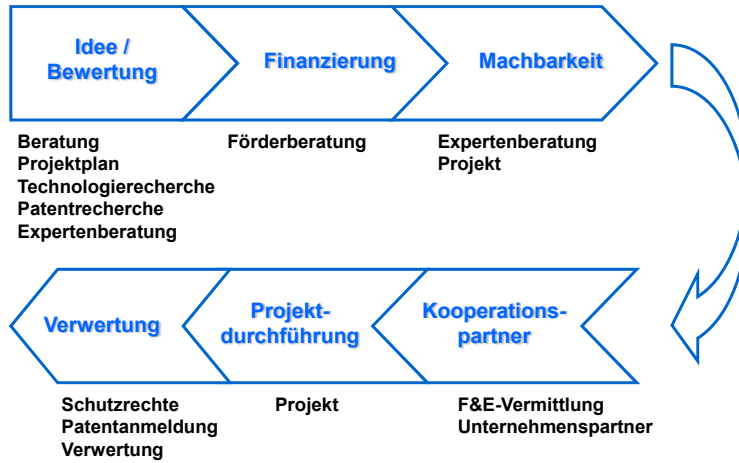 Idee /
Bewertung
Finanzierung
Machbarkeit
Beratung
Projektplan
Technologierecherche
Patentrecherche
Expertenberatung
Förderberatung
Expertenberatung
Projekt
Verwertung
Projekt-
durchführung
Kooperations-
partner
Schutzrechte
Patentanmeldung
Verwertung
Projekt
F&E-Vermittlung
Unternehmenspartner